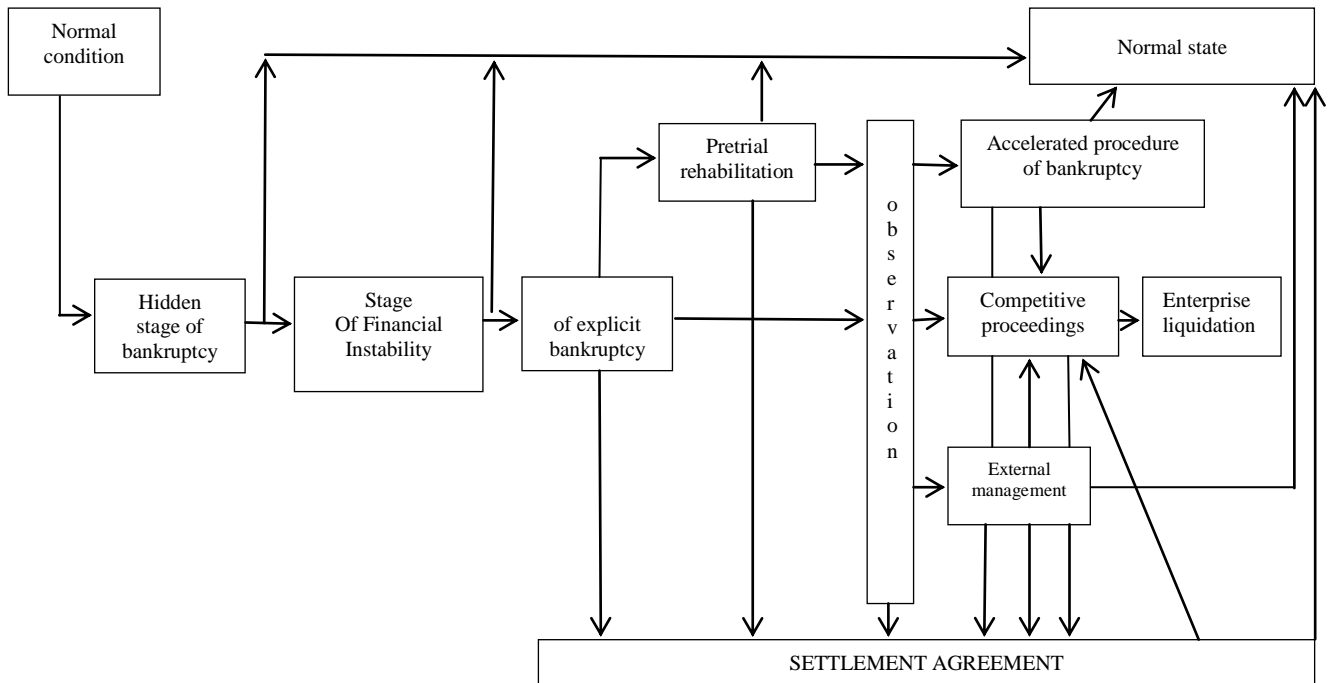 Normal
condition
Normal state
Pretrial
rehabilitation
Accelerated procedure
of bankruptcy
o
b
s
e
r
v
a
t
i
o
n
Hidden
stage of
bankruptcy
Stage
Of Financial
Instability
of explicit
bankruptcy
Competitive
proceedings
Enterprise
liquidation
External
management
SETTLEMENT AGREEMENT